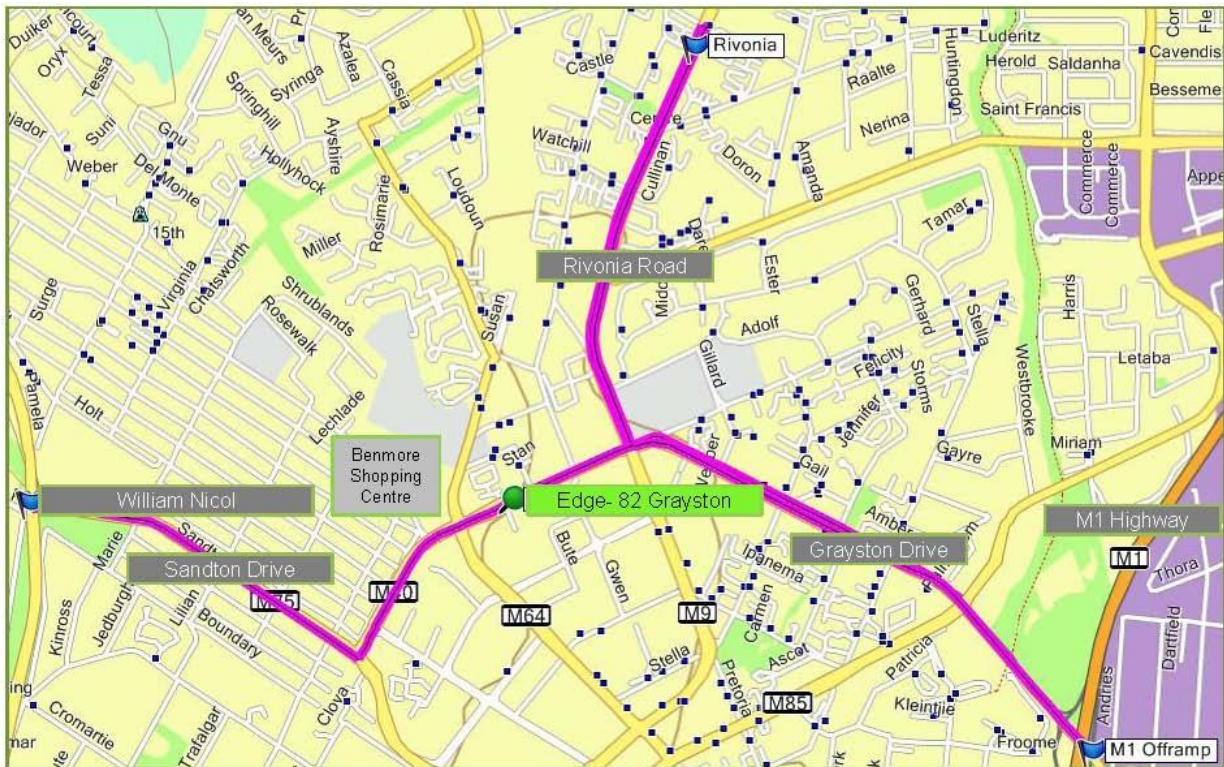 Duiker
Oryx
Tessa
Suni
Weber
Gnu
Del Monte
15th
Springhill
Syringa
Azalea
Cassia
Ayshire
Hollyhock
Rosimarie
Loudoun
Miller
Virginia
Chatsworth
Shrublands
Rosewalk
Surge
Pamela
Holt
Lechlade
Susan
Stan
Castle
Watchill
Centre
Cullinan
Doron
Amanda
Rivonia
Raalte
Nerina
Huntingdon
Luderitz
Herold
Saldanha
Saint Francis
Cavendis
Besseme
Commerce
Commerce
Appe
Rivonia Road
Ester
Adolf
Gillard
Tamar
Gerhard
Stella
Felicity
Storms
Jennifer
Gail
Gayre
Westbrooke
Harris
Letaba
Miriam
Benmore
Shopping
Centre
William Nicol
Edge- 82 Grayston
M1 Highway
M1
Sandton Drive
Grayston Drive
Marie
Kinross
Jedburgh
Lilian
Boundary
M75
M64
M9
M85
Bute
Gwen
Ipanema
Carmen
Ascot
Stella
Pretoria
Patricia
Kleintjie
Froome
Andries
Thora
Dartfield
Clova
Trafalgar
Cromartie
M1 Offramp